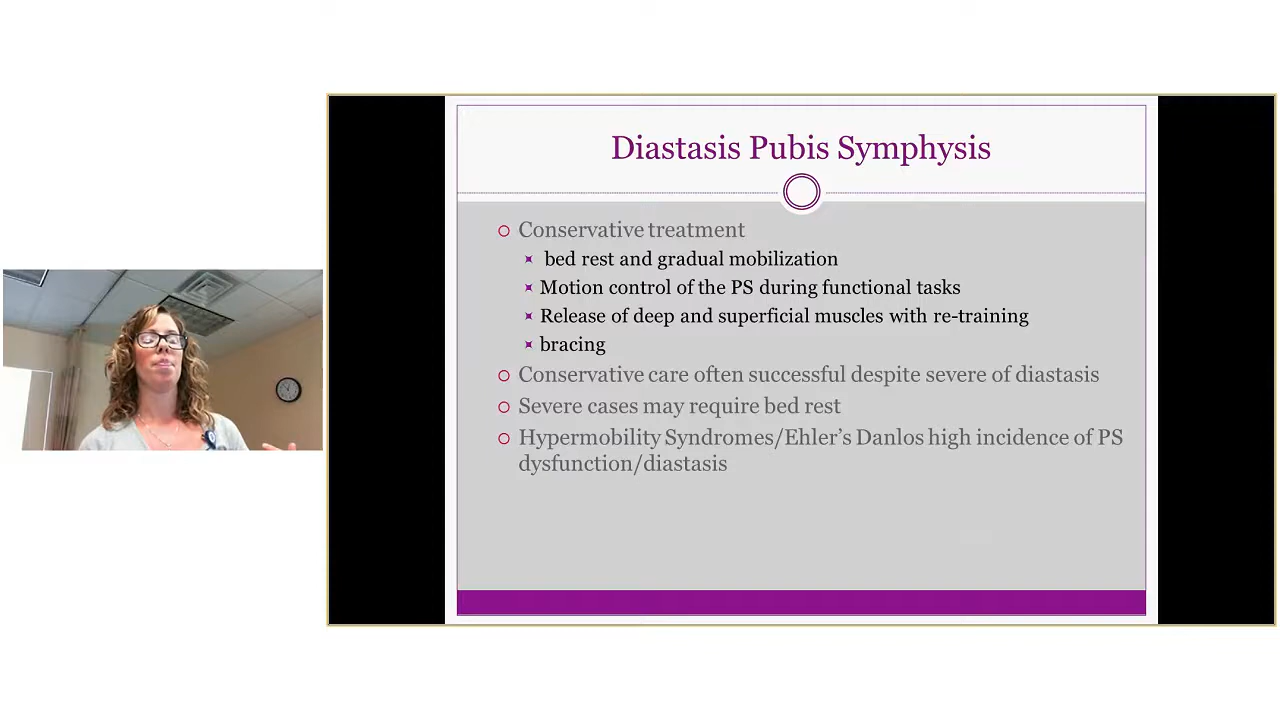 Diastasis Pubis Symphysis
Conservative treatment
bed rest and gradual mobilization
Motion control of the PS during functional tasks
Release of deep and superficial muscles with re-training
bracing
Conservative care often successful despite severe of diastasis
Severe cases may require bed rest
Hypermobility Syndromes/Ehler's Danlos high incidence of PS
dysfunction/diastasis